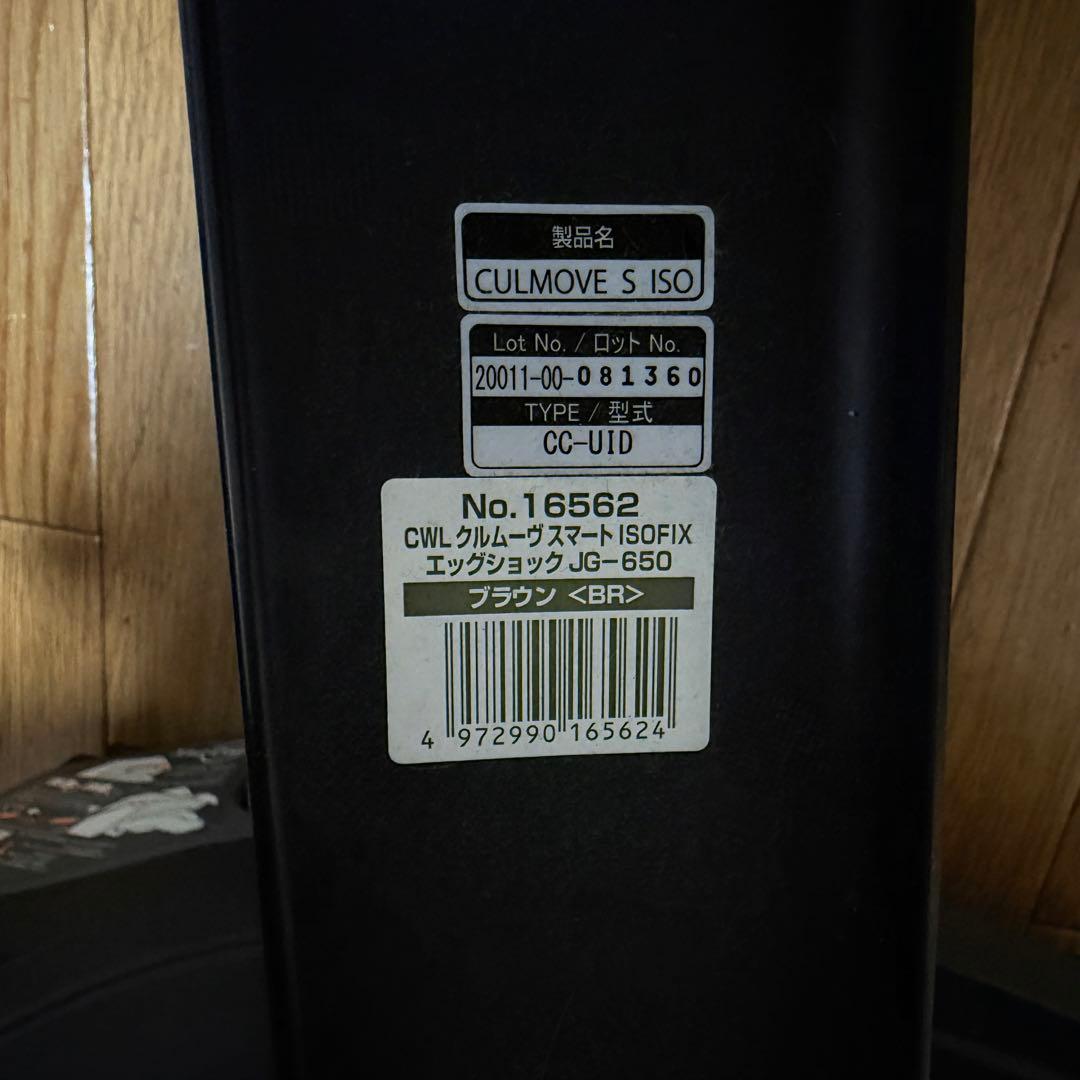 製品名
CULMOVE S ISO
Lot No. / ロット No.
20011-00-081360
TYPE / 型式
CC-UID
No.16562
CWL クルムーヴ スマート ISOFIX
エッグショック JG-650
ブラウン <BR>
4 972990 165624